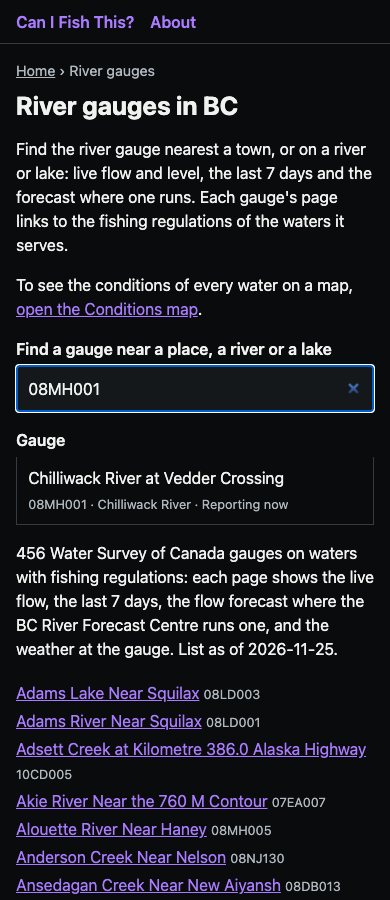 Can I Fish This? About
Home › River gauges
River gauges in BC
Find the river gauge nearest a town, or on a river
or lake: live flow and level, the last 7 days and the
forecast where one runs. Each gauge's page
links to the fishing regulations of the waters it
serves.
To see the conditions of every water on a map,
open the Conditions map.
Find a gauge near a place, a river or a lake
08MH001
Gauge
Chilliwack River at Vedder Crossing
08MH001 · Chilliwack River · Reporting now
456 Water Survey of Canada gauges on waters
with fishing regulations: each page shows the live
flow, the last 7 days, the flow forecast where the
BC River Forecast Centre runs one, and the
weather at the gauge. List as of 2026-11-25.
Adams Lake Near Squilax 08LD003
Adams River Near Squilax 08LD001
Adsett Creek at Kilometre 386.0 Alaska Highway
10CD005
Akie River Near the 760 M Contour 07EA007
Alouette River Near Haney 08MH005
Anderson Creek Near Nelson 08NJ130
Ansedagan Creek Near New Aiyansh 08DB013